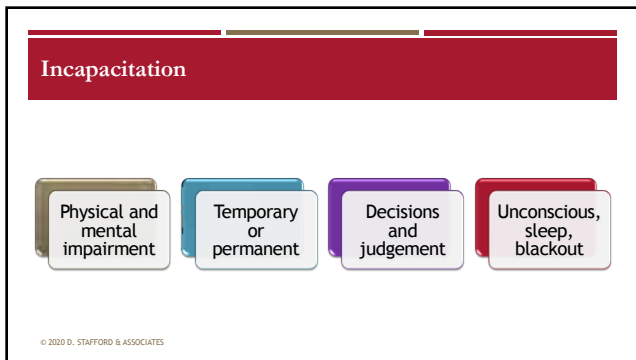 Incapacitation
Physical and
mental
impairment
Temporary
or
permanent
Decisions
and
judgement
Unconscious,
sleep,
blackout
© 2020 D. STAFFORD & ASSOCIATES